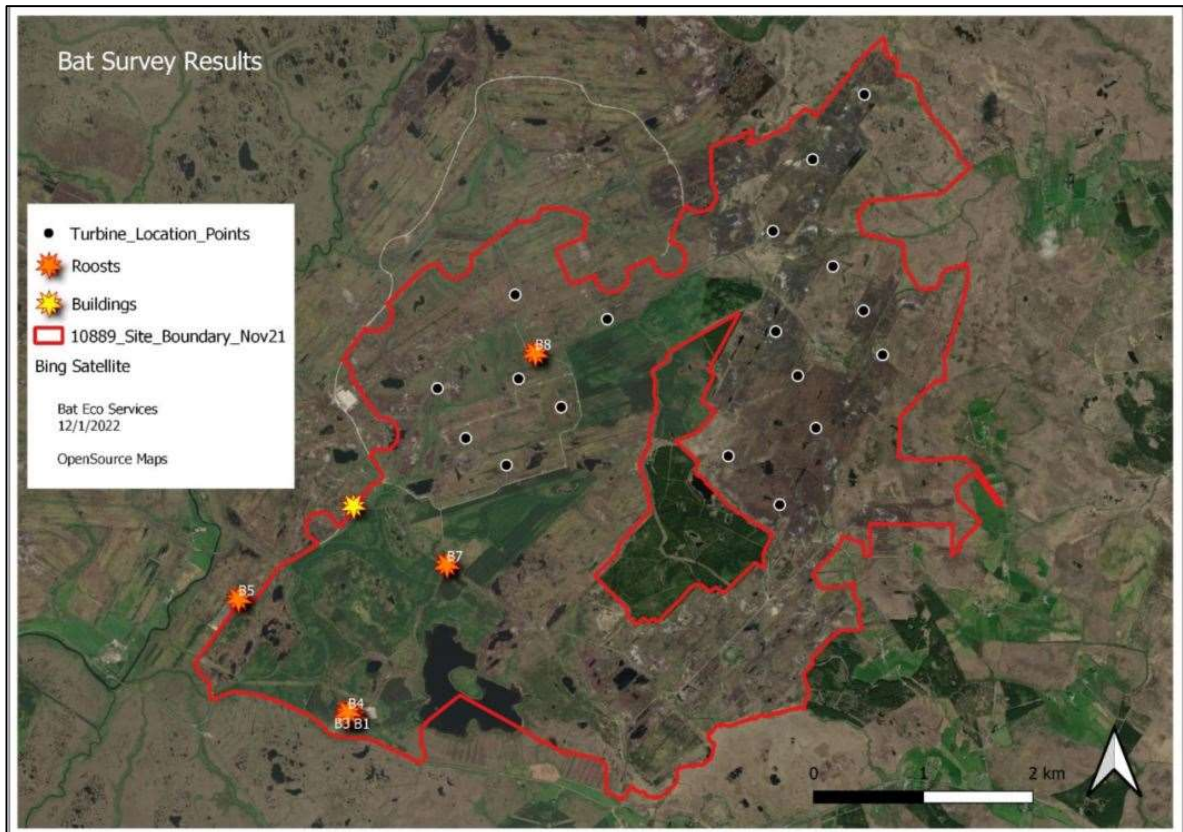 Bat Survey Results
Turbine_Location_Points
Roosts
Buildings
10889_Site_Boundary_Nov21
Bing Satellite
Bat Eco Services
12/1/2022
OpenSource Maps
B8
B7
B5
B4
B3 B1
0 1 2 km